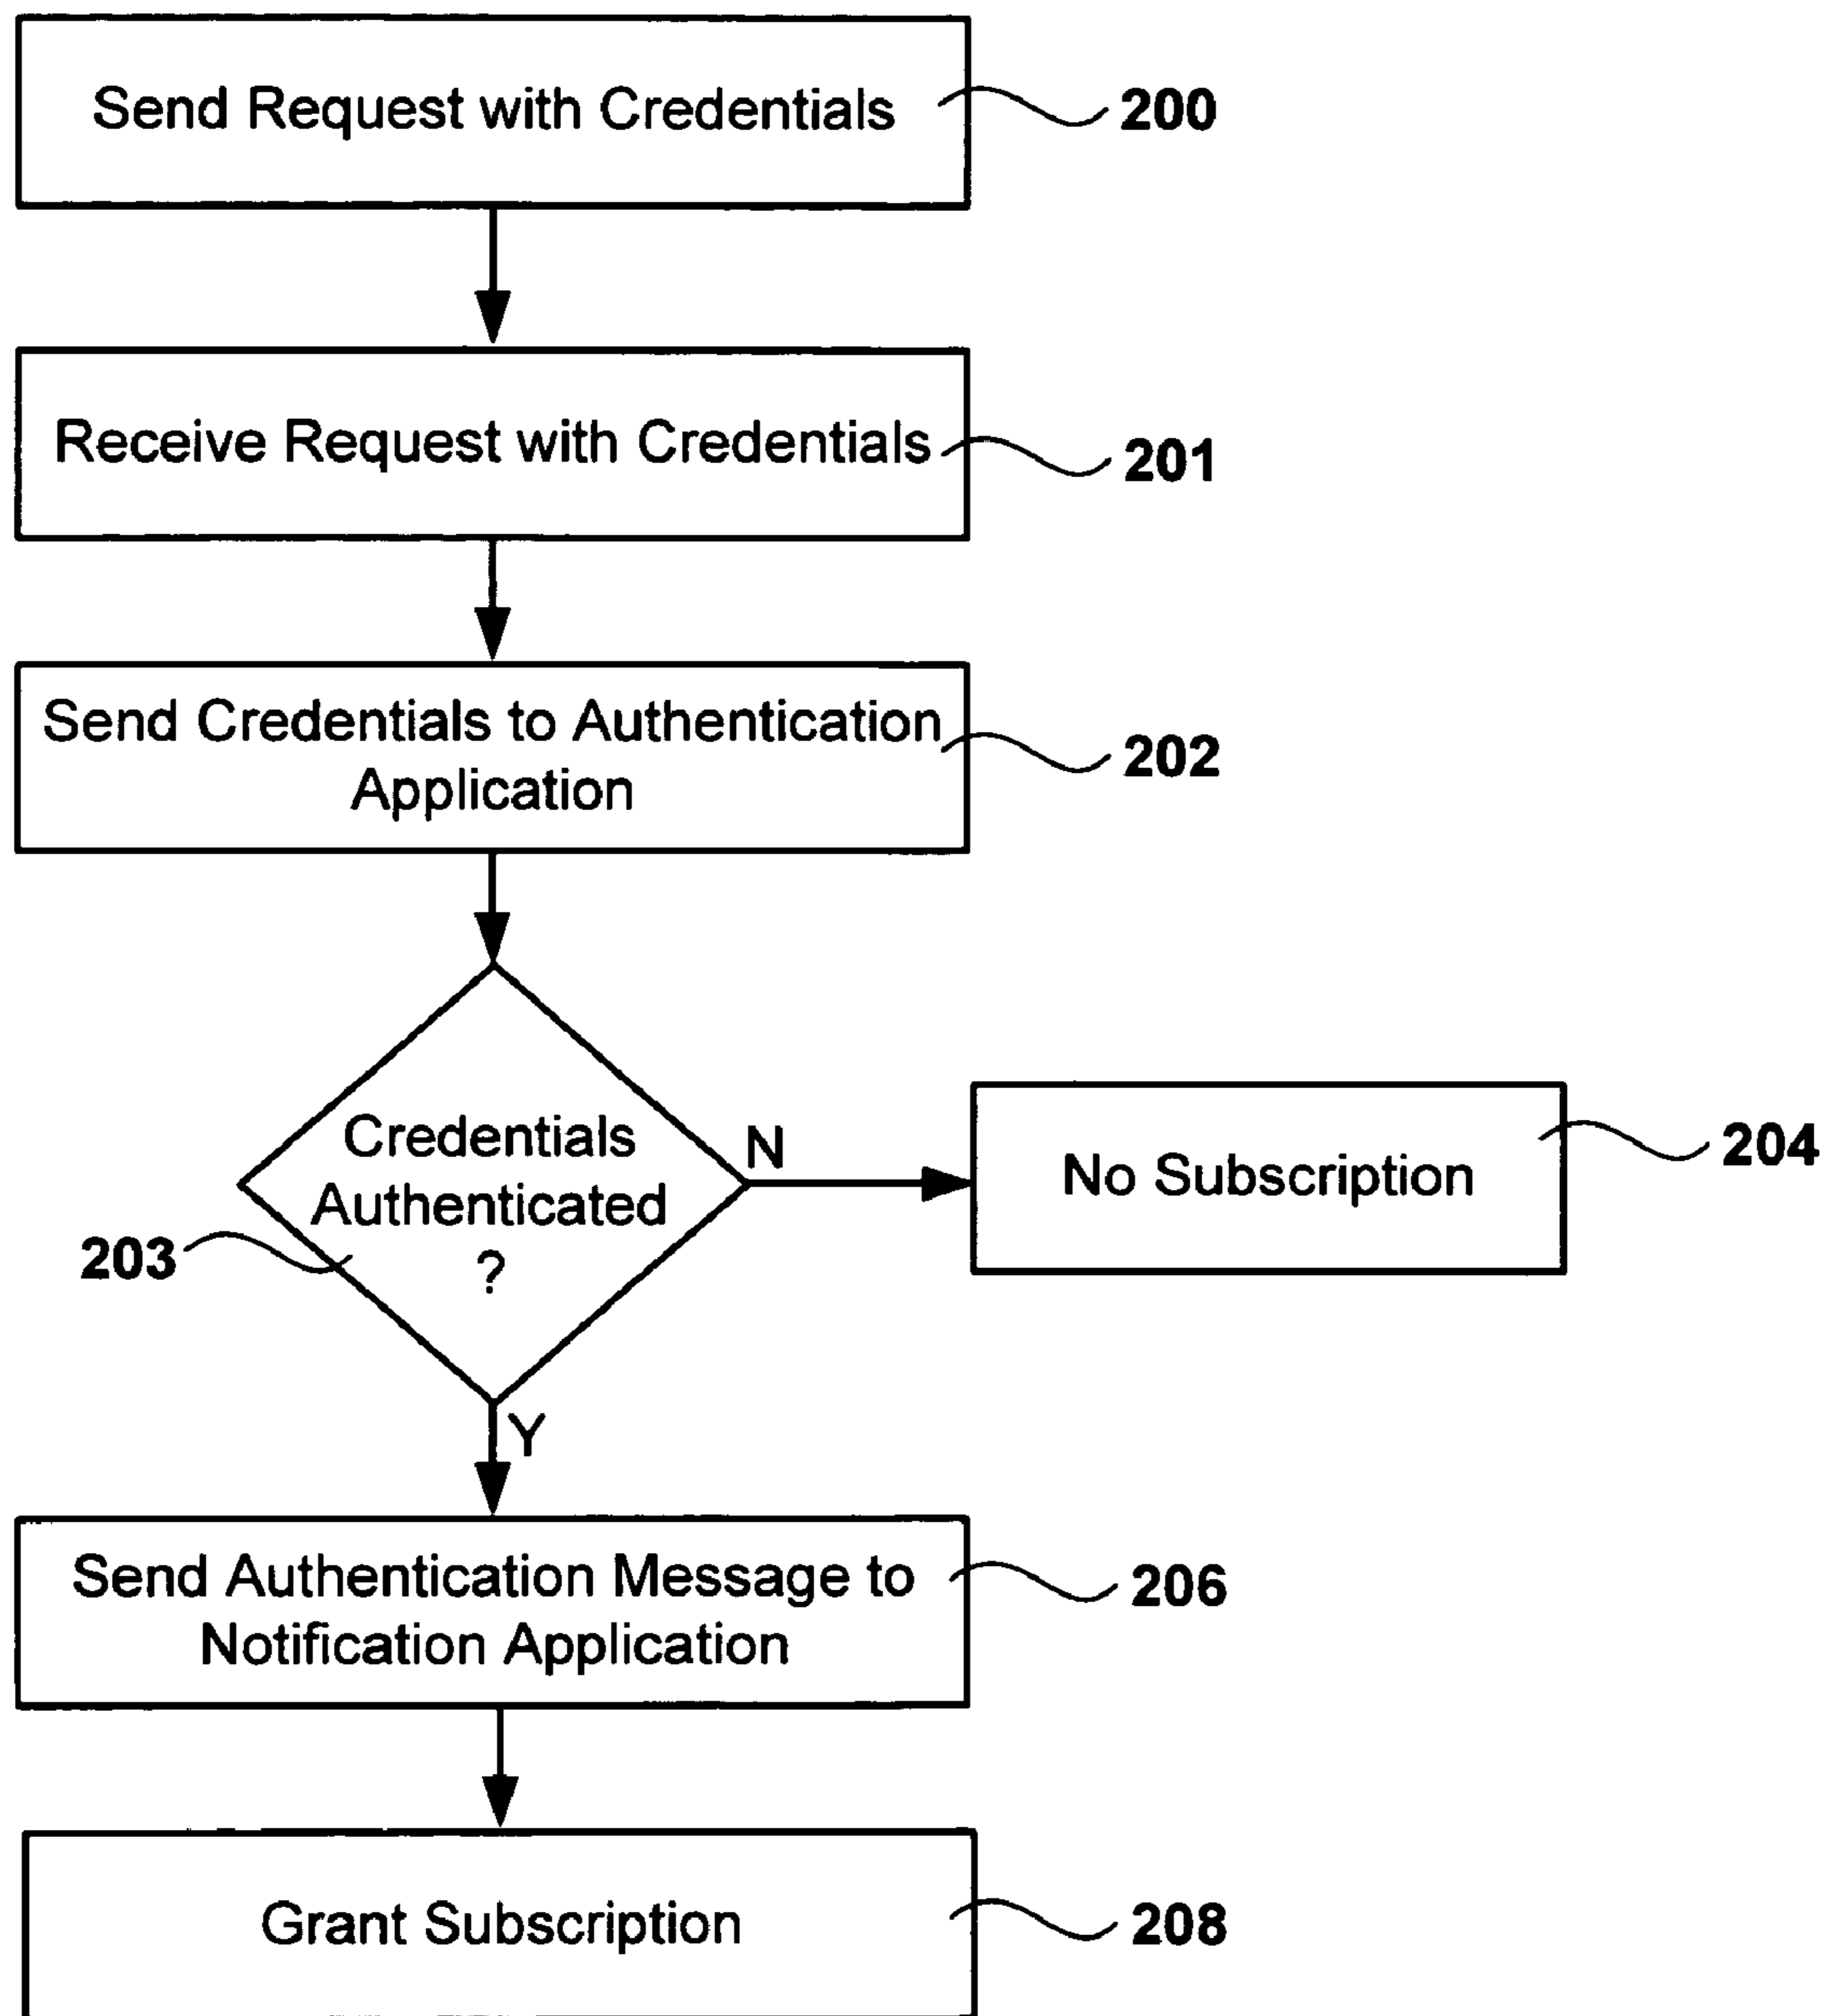 Send Request with Credentials
200
Receive Request with Credentials
201
Send Credentials to Authentication
Application
202
Credentials
Authenticated
?
203
N
No Subscription
204
Y
Send Authentication Message to
Notification Application
206
Grant Subscription
208